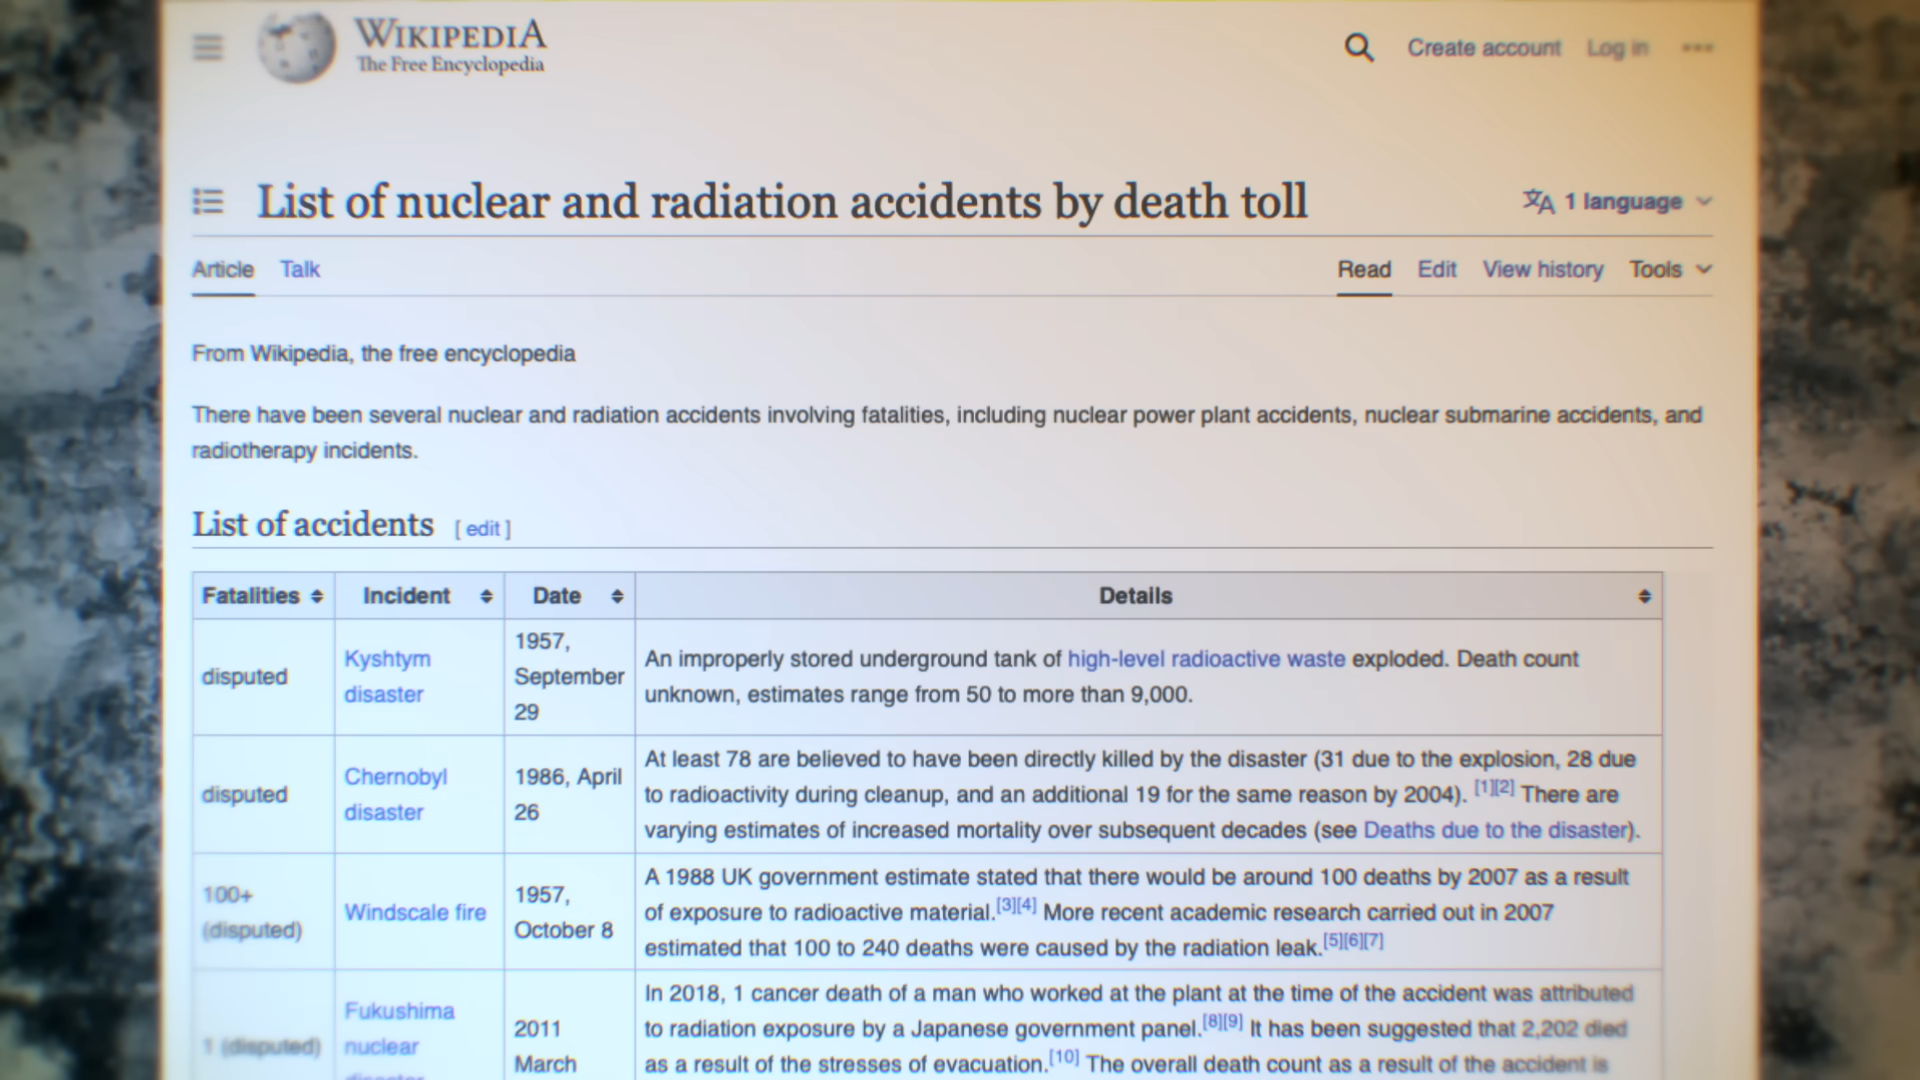 WIKIPEDIA
The Free Encyclopedia
Create account Log in
List of nuclear and radiation accidents by death toll
1 language
Article Talk
Read Edit View history Tools
From Wikipedia, the free encyclopedia
There have been several nuclear and radiation accidents involving fatalities, including nuclear power plant accidents, nuclear submarine accidents, and
radiotherapy incidents.
List of accidents [ edit ]
Fatalities Incident Date Details
disputed
Kyshtym
disaster
1957,
September
29
An improperly stored underground tank of high-level radioactive waste exploded. Death count
unknown, estimates range from 50 to more than 9,000.
disputed
Chernobyl
disaster
1986, April
26
At least 78 are believed to have been directly killed by the disaster (31 due to the explosion, 28 due
to radioactivity during cleanup, and an additional 19 for the same reason by 2004). [1][2] There are
varying estimates of increased mortality over subsequent decades (see Deaths due to the disaster).
100+
(disputed)
Windscale fire
1957,
October 8
A 1988 UK government estimate stated that there would be around 100 deaths by 2007 as a result
of exposure to radioactive material.[3][4] More recent academic research carried out in 2007
estimated that 100 to 240 deaths were caused by the radiation leak.[5][6][7]
1 (disputed)
Fukushima
nuclear
2011
March
In 2018, 1 cancer death of a man who worked at the plant at the time of the accident was attributed
to radiation exposure by a Japanese government panel.[8][9] It has been suggested that 2,202 died
as a result of the stresses of evacuation.[10] The overall death count as a result of the accident is